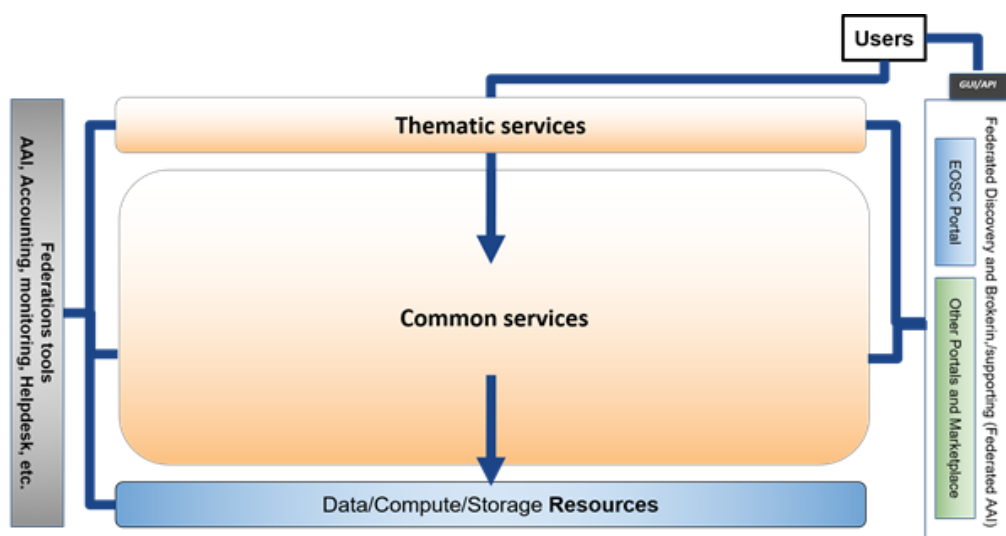 Users
GUI/API
Thematic services
Common services
Data/Compute/Storage Resources
Federations tools
AAI, Accounting, monitoring, Helpdesk, etc.
Federated Discovery and Brokerin,/supporting (Federated AAI)
EOSC Portal
Other Portals and Marketplace